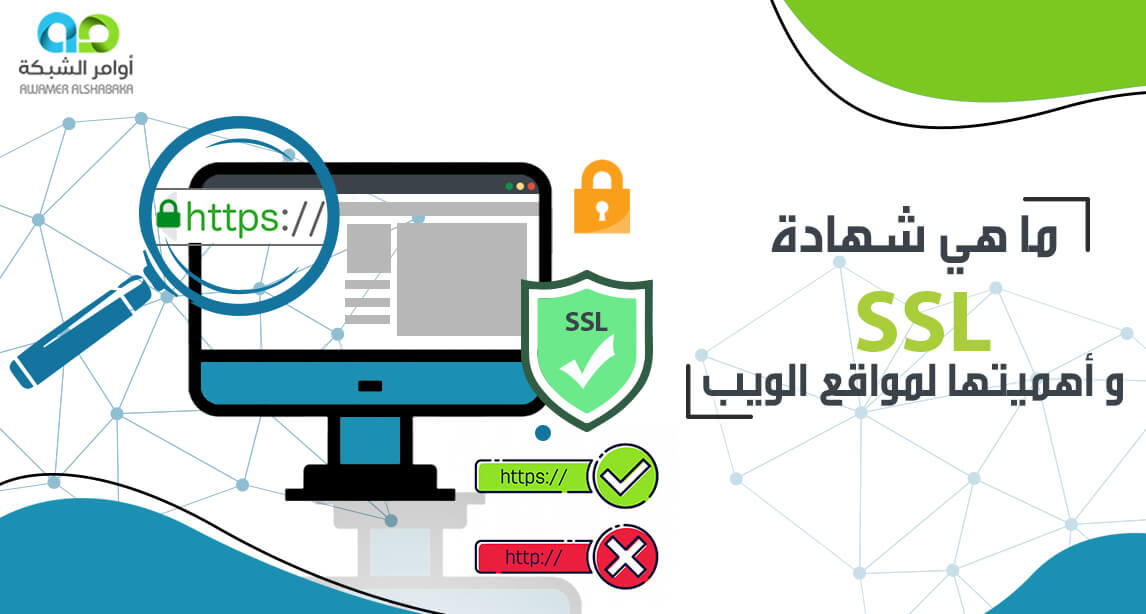 أوامر الشبكة
AWAMER ALSHABAKA
https://
ما هي شهادة
SSL
و أهميتها لمواقع الويب
SSL
https://
http://